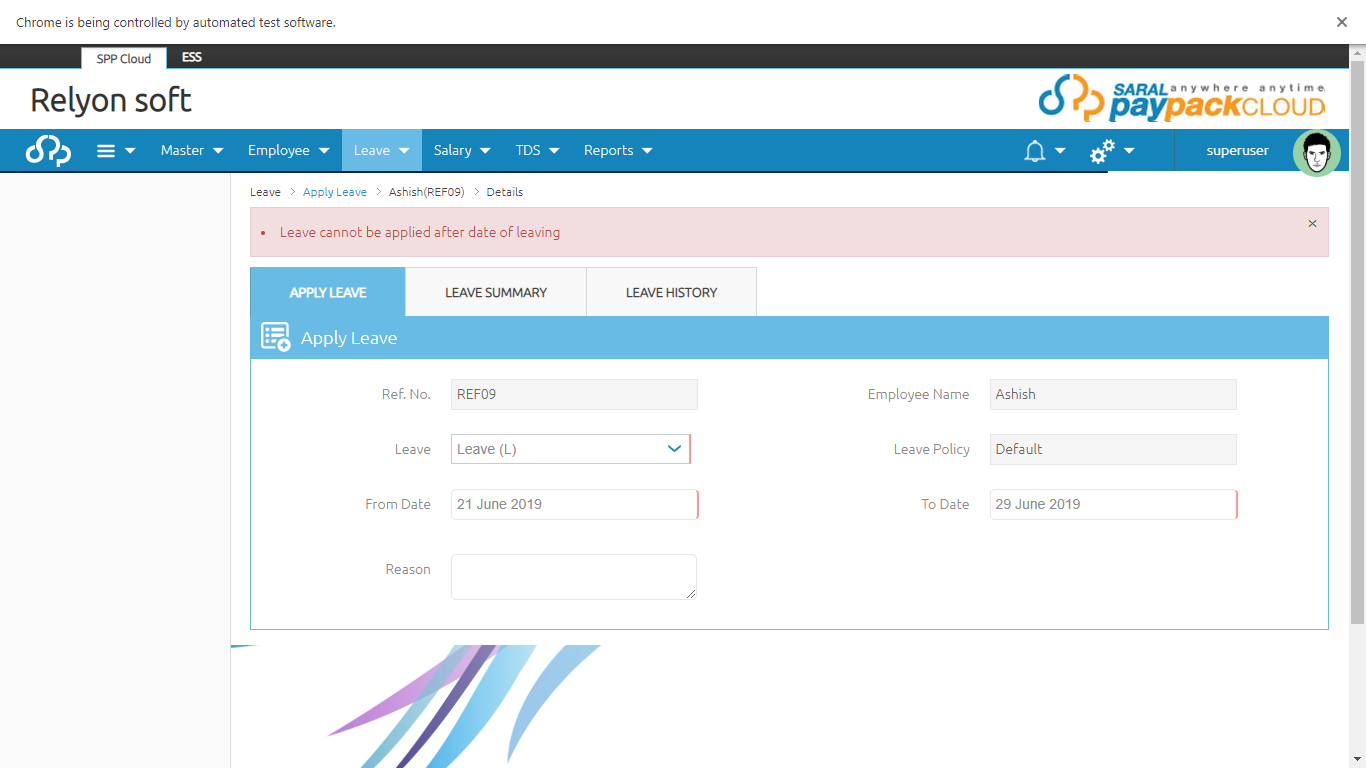 Chrome is being controlled by automated test software.
SPP Cloud ESS
Relyon soft
SARAL anywhere anytime
paypackCLOUD
Master Employee Leave Salary TDS Reports superuser
Leave > Apply Leave > Ashish(REF09) > Details
• Leave cannot be applied after date of leaving
APPLY LEAVE LEAVE SUMMARY LEAVE HISTORY
Apply Leave
Ref. No. REF09 Employee Name Ashish
Leave Leave (L) Leave Policy Default
From Date 21 June 2019 To Date 29 June 2019
Reason